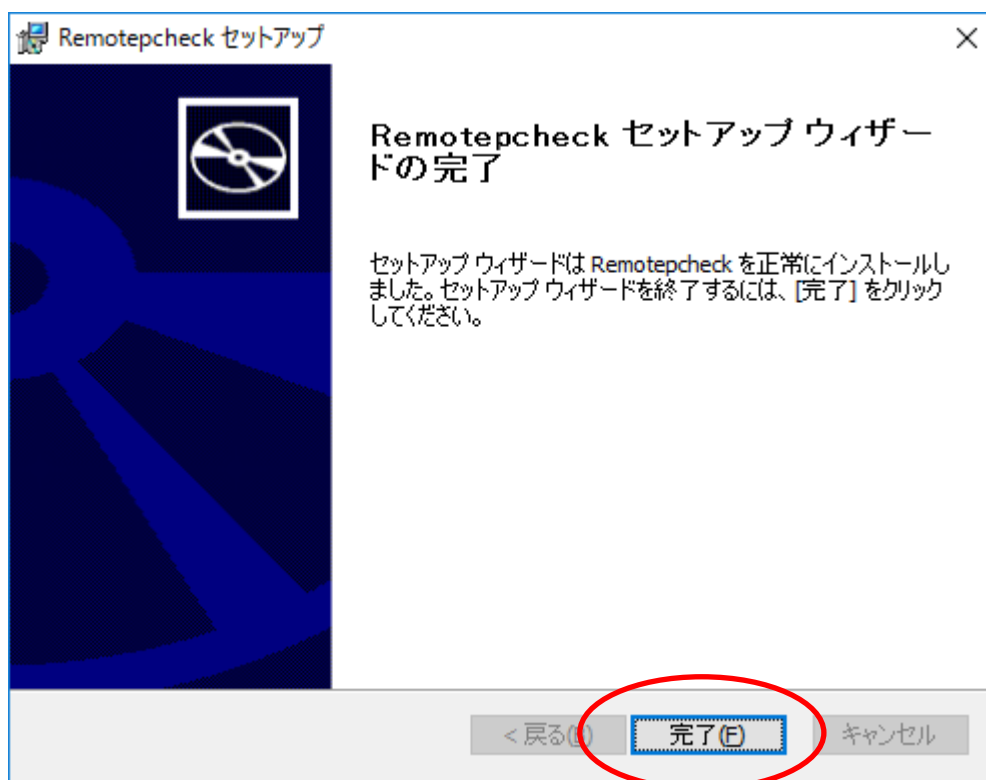 Remotepcheck セットアップ
Remotepcheck セットアップ ウィザー
ドの完了
セットアップ ウィザードは Remotepcheck を正常にインストールし
ました。セットアップ ウィザードを終了するには、[完了] をクリック
してください。
< 戻る(B) 完了(F) キャンセル